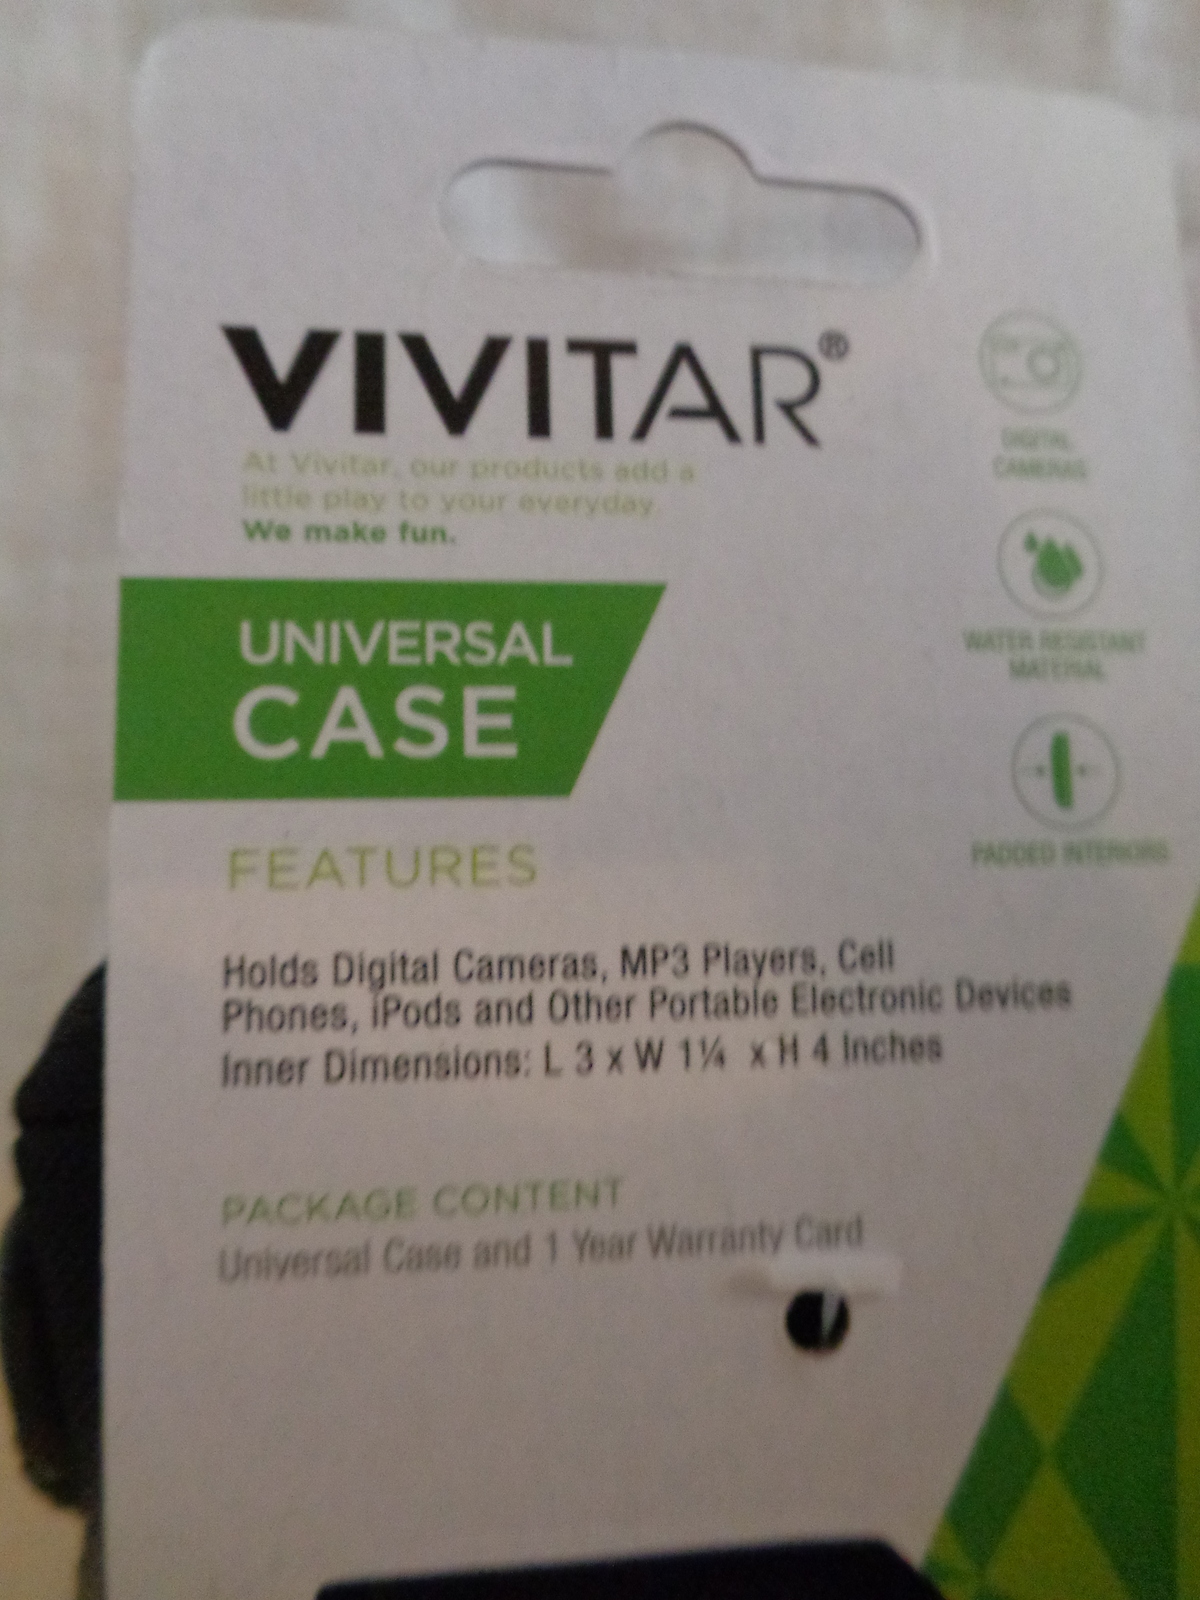 VIVITAR®
At Vivitar, our products add a
little play to your everyday.
We make fun.
UNIVERSAL
CASE
FEATURES
Holds Digital Cameras, MP3 Players, Cell
Phones, iPods and Other Portable Electronic Devices
Inner Dimensions: L 3 x W 1¼ x H 4 Inches
PACKAGE CONTENT
Universal Case and 1 Year Warranty Card
DIGITAL
CAMERAS
WATER RESISTANT
MATERIAL
PADDED INTERIORS